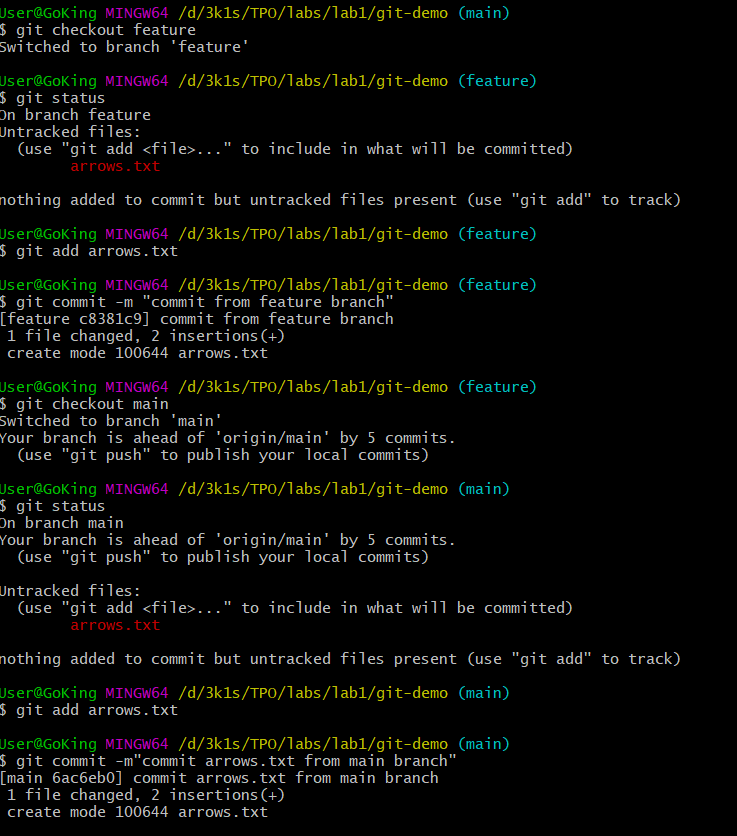 User@GoKing MINGW64 /d/3k1s/TPO/labs/lab1/git-demo (main)
$ git checkout feature
Switched to branch 'feature'
User@GoKing MINGW64 /d/3k1s/TPO/labs/lab1/git-demo (feature)
$ git status
On branch feature
Untracked files:
  (use "git add <file>..." to include in what will be committed)
        arrows.txt
nothing added to commit but untracked files present (use "git add" to track)
User@GoKing MINGW64 /d/3k1s/TPO/labs/lab1/git-demo (feature)
$ git add arrows.txt
User@GoKing MINGW64 /d/3k1s/TPO/labs/lab1/git-demo (feature)
$ git commit -m "commit from feature branch"
[feature c8381c9] commit from feature branch
 1 file changed, 2 insertions(+)
 create mode 100644 arrows.txt
User@GoKing MINGW64 /d/3k1s/TPO/labs/lab1/git-demo (feature)
$ git checkout main
Switched to branch 'main'
Your branch is ahead of 'origin/main' by 5 commits.
  (use "git push" to publish your local commits)
User@GoKing MINGW64 /d/3k1s/TPO/labs/lab1/git-demo (main)
$ git status
On branch main
Your branch is ahead of 'origin/main' by 5 commits.
  (use "git push" to publish your local commits)
Untracked files:
  (use "git add <file>..." to include in what will be committed)
        arrows.txt
nothing added to commit but untracked files present (use "git add" to track)
User@GoKing MINGW64 /d/3k1s/TPO/labs/lab1/git-demo (main)
$ git add arrows.txt
User@GoKing MINGW64 /d/3k1s/TPO/labs/lab1/git-demo (main)
$ git commit -m"commit arrows.txt from main branch"
[main 6ac6eb0] commit arrows.txt from main branch
 1 file changed, 2 insertions(+)
 create mode 100644 arrows.txt